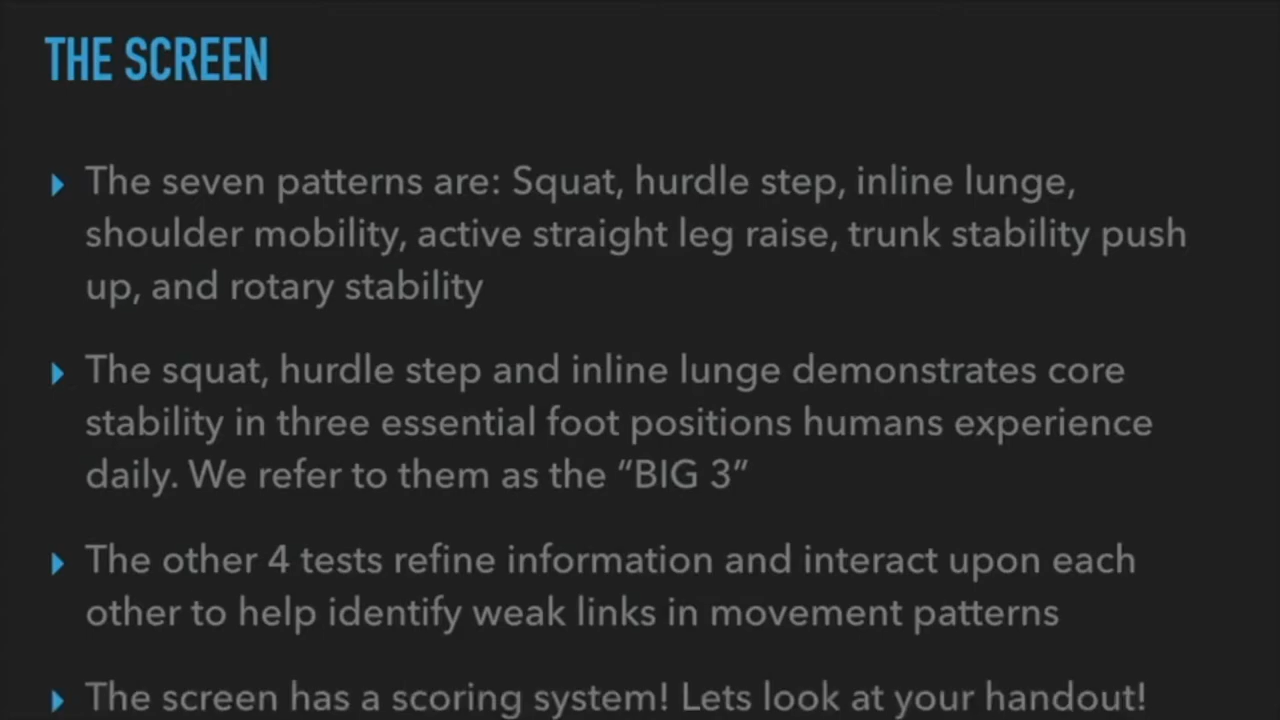 THE SCREEN
The seven patterns are: Squat, hurdle step, inline lunge,
shoulder mobility, active straight leg raise, trunk stability push
up, and rotary stability
The squat, hurdle step and inline lunge demonstrates core
stability in three essential foot positions humans experience
daily. We refer to them as the “BIG 3”
The other 4 tests refine information and interact upon each
other to help identify weak links in movement patterns
The screen has a scoring system! Lets look at your handout!